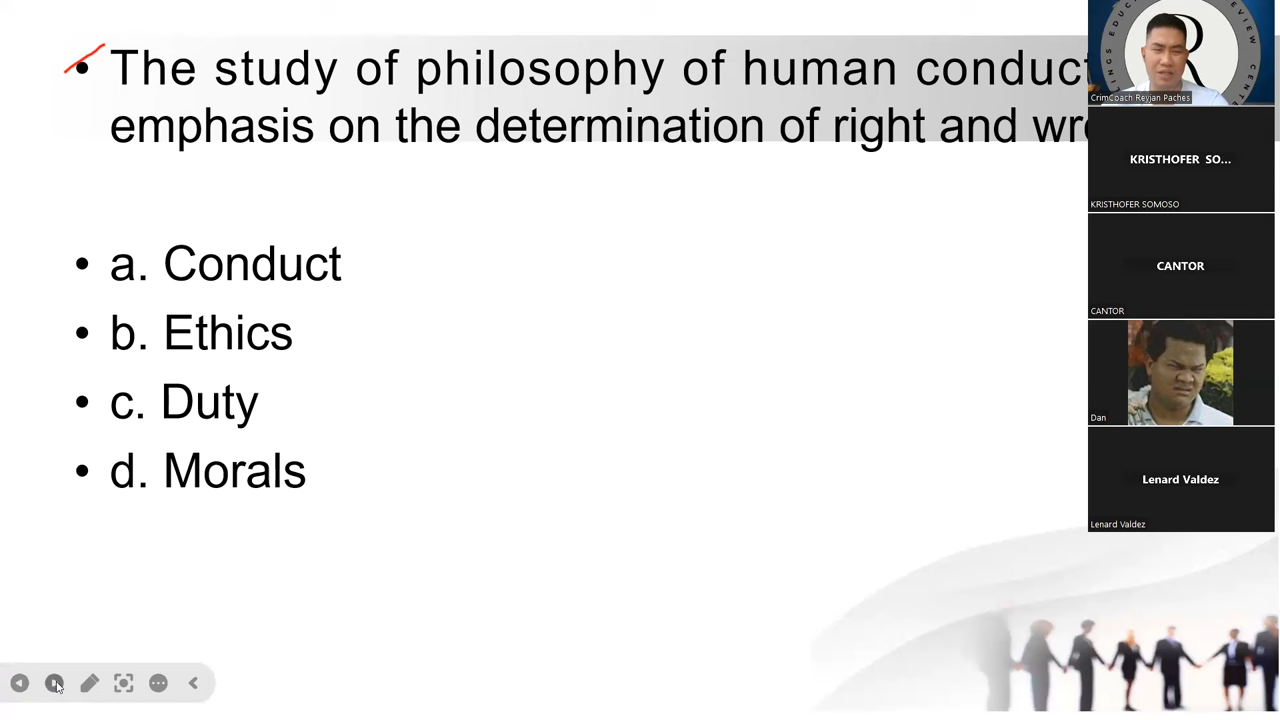 • The study of philosophy of human conduct
emphasis on the determination of right and
• a. Conduct
• b. Ethics
• c. Duty
• d. Morals
CrimCoach Reyjan Paches
KRISTHOFER SO...
KRISTHOFER SOMOSO
CANTOR
CANTOR
Dan
Lenard Valdez
Lenard Valdez